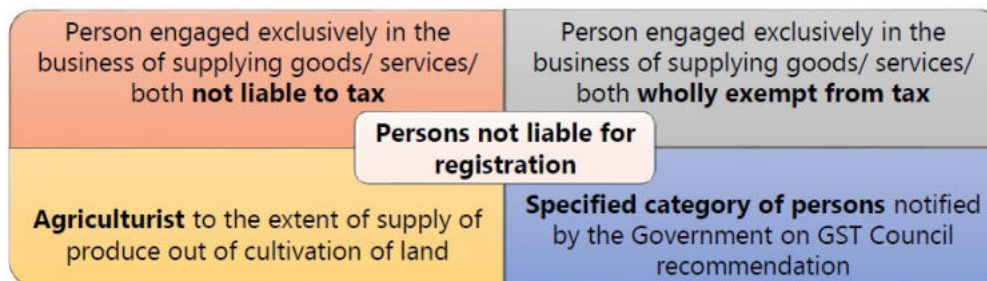 Person engaged exclusively in the
business of supplying goods/ services/
both not liable to tax
Person engaged exclusively in the
business of supplying goods/ services/
both wholly exempt from tax
Persons not liable for
registration
Agriculturist to the extent of supply of
produce out of cultivation of land
Specified category of persons notified
by the Government on GST Council
recommendation